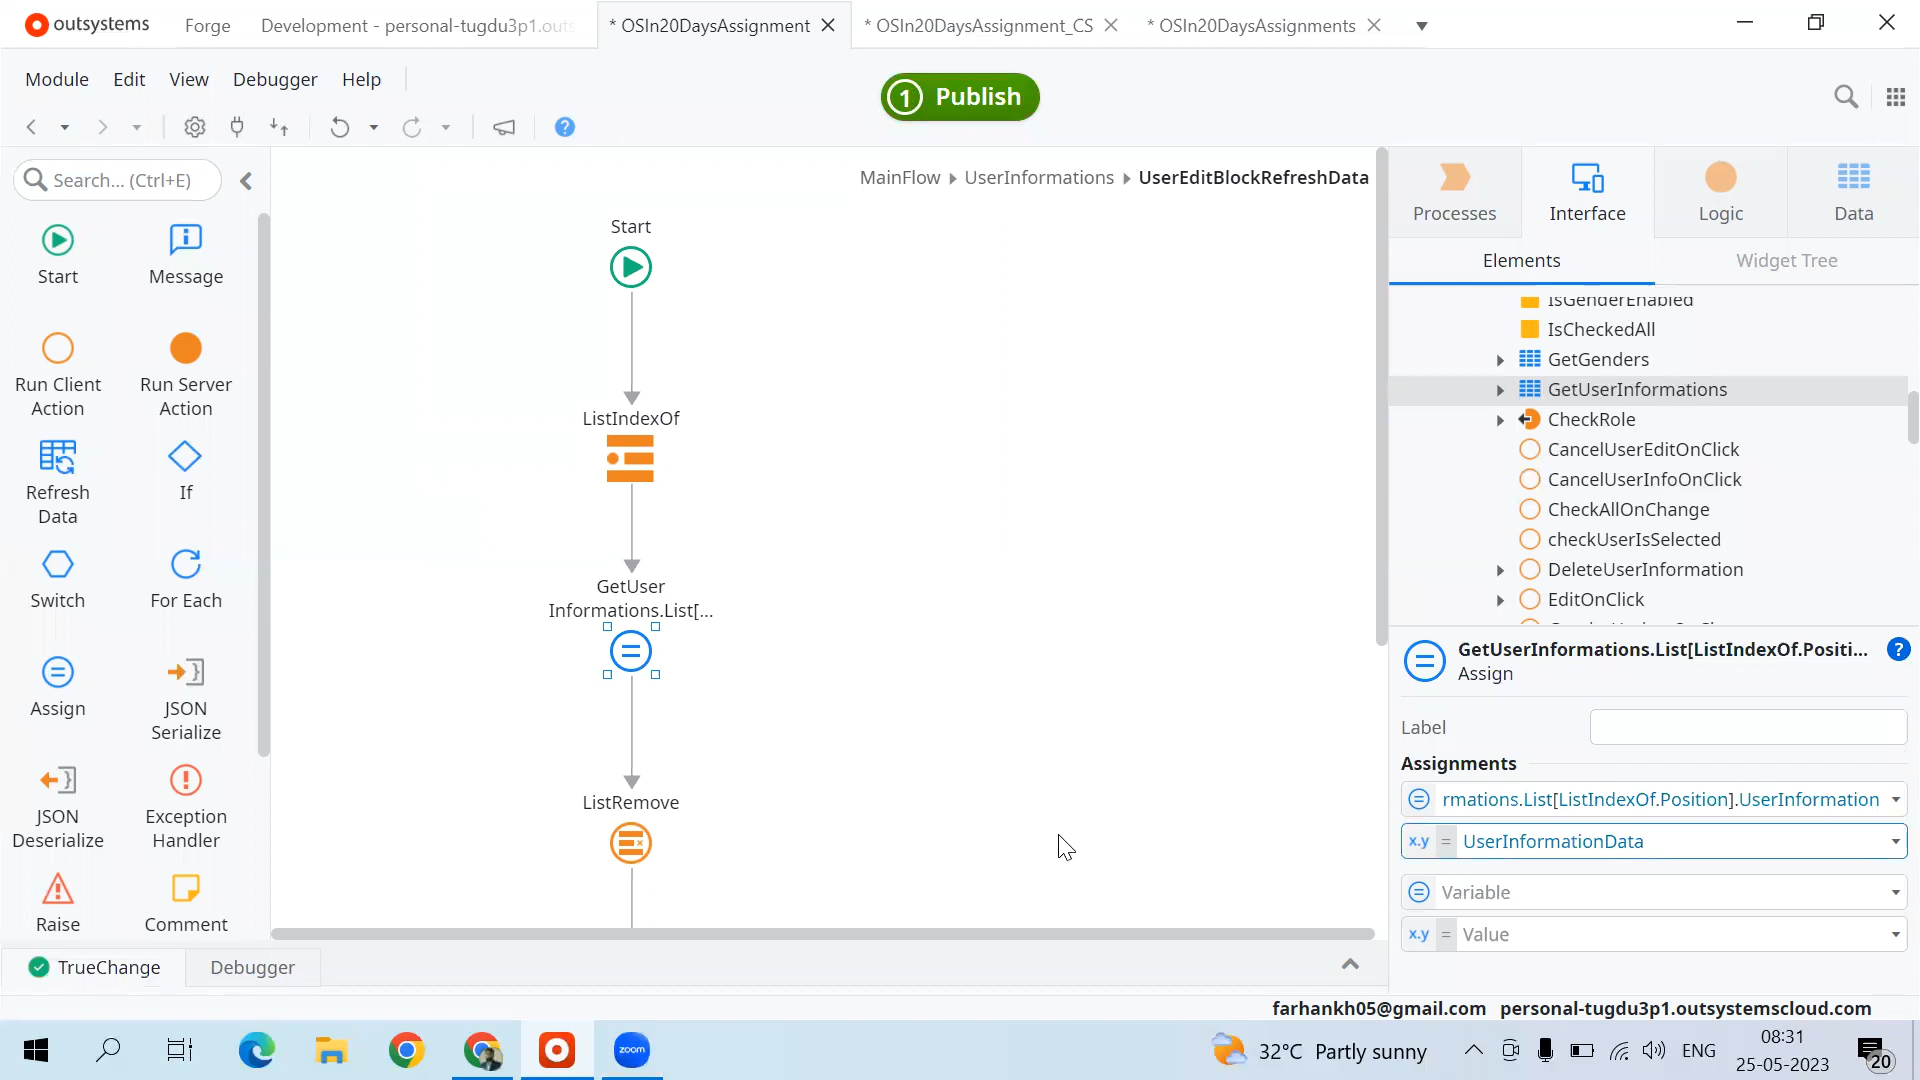 outsystems
Forge
Development - personal-tugdu3p1.outs
* OSIn20DaysAssignment
* OSIn20DaysAssignment_CS
* OSIn20DaysAssignments
Module
Edit
View
Debugger
Help
1 Publish
Search... (Ctrl+E)
Start
Message
Run Client
Action
Run Server
Action
Refresh
Data
If
Switch
For Each
Assign
JSON
Serialize
JSON
Deserialize
Exception
Handler
Raise
Comment
MainFlow
UserInformations
UserEditBlockRefreshData
Start
ListIndexOf
GetUser
Informations.List[...
ListRemove
Processes
Interface
Logic
Data
Elements
Widget Tree
IsGenderEnabled
IsCheckedAll
GetGenders
GetUserInformations
CheckRole
CancelUserEditOnClick
CancelUserInfoOnClick
CheckAllOnChange
checkUserIsSelected
DeleteUserInformation
EditOnClick
GetUserInformations.List[ListIndexOf.Positi...
Assign
Label
Assignments
rmations.List[ListIndexOf.Position].UserInformation
x.y = UserInformationData
Variable
x.y = Value
TrueChange
Debugger
farhankh05@gmail.com personal-tugdu3p1.outsystemscloud.com
zoom
32°C Partly sunny
ENG
08:31
25-05-2023
20